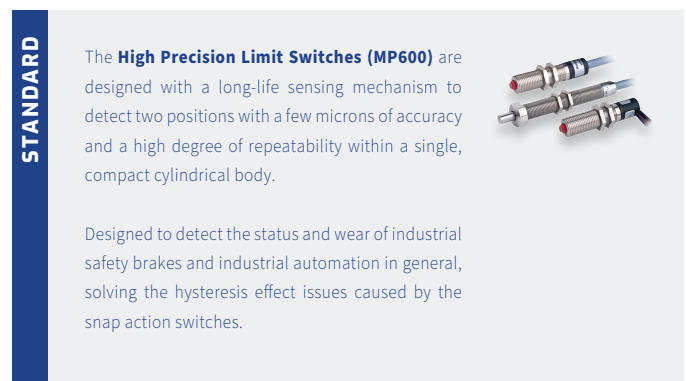 STANDARD
The High Precision Limit Switches (MP600) are
designed with a long-life sensing mechanism to
detect two positions with a few microns of accuracy
and a high degree of repeatability within a single,
compact cylindrical body.
Designed to detect the status and wear of industrial
safety brakes and industrial automation in general,
solving the hysteresis effect issues caused by the
snap action switches.